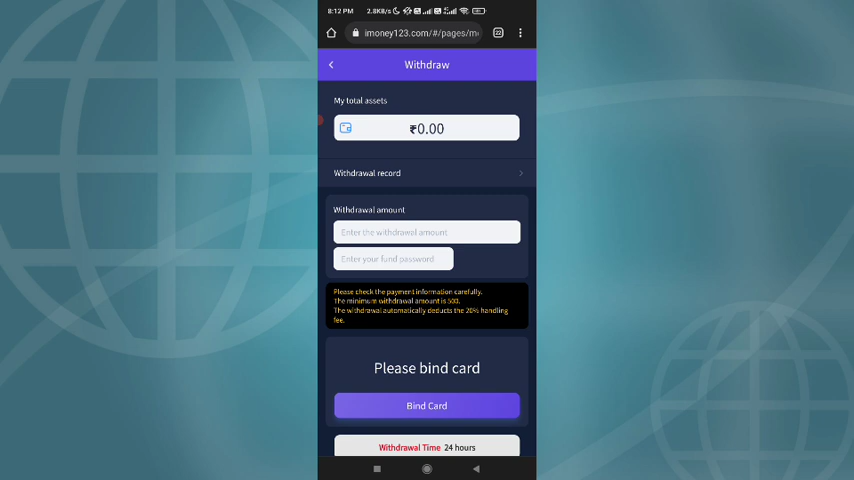 8:12 PM 2.8KB/s
imoney123.com/#/pages/m
22
Withdraw
My total assets
₹0.00
Withdrawal record
Withdrawal amount
Enter the withdrawal amount
Enter your fund password
Please check the payment information carefully.
The minimum withdrawal amount is 500.
The withdrawal automatically deducts the 20% handling
fee.
Please bind card
Bind Card
Withdrawal Time 24 hours